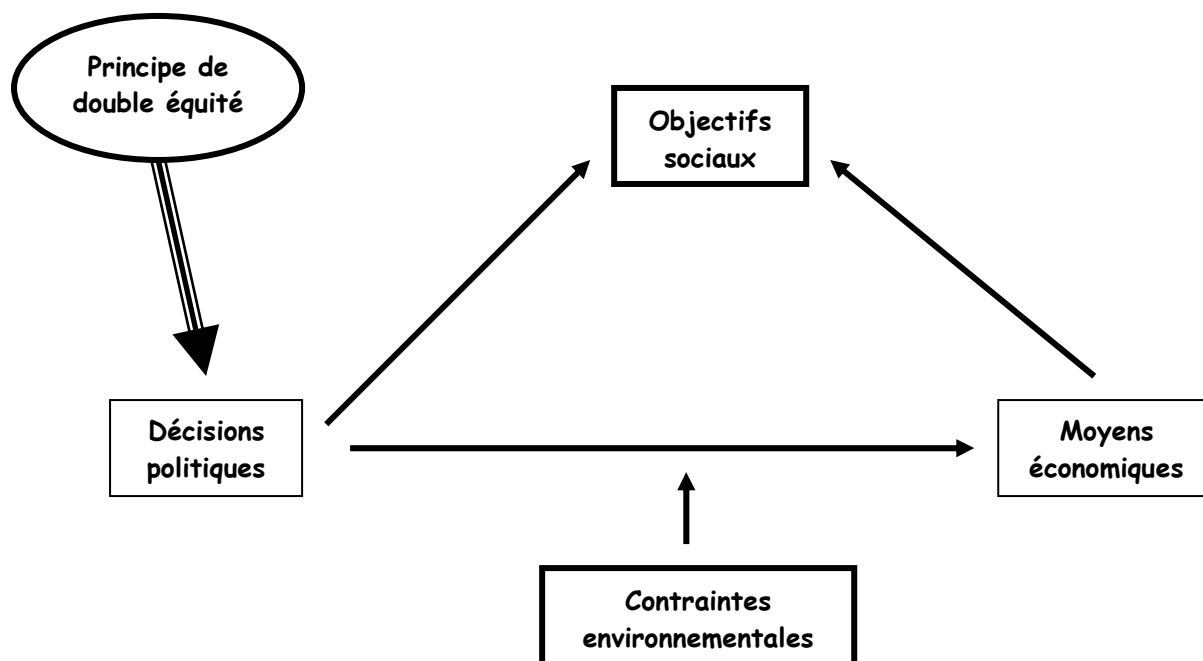 Principe de
double équité
Objectifs
sociaux
Décisions
politiques
Moyens
économiques
Contraintes
environnementales